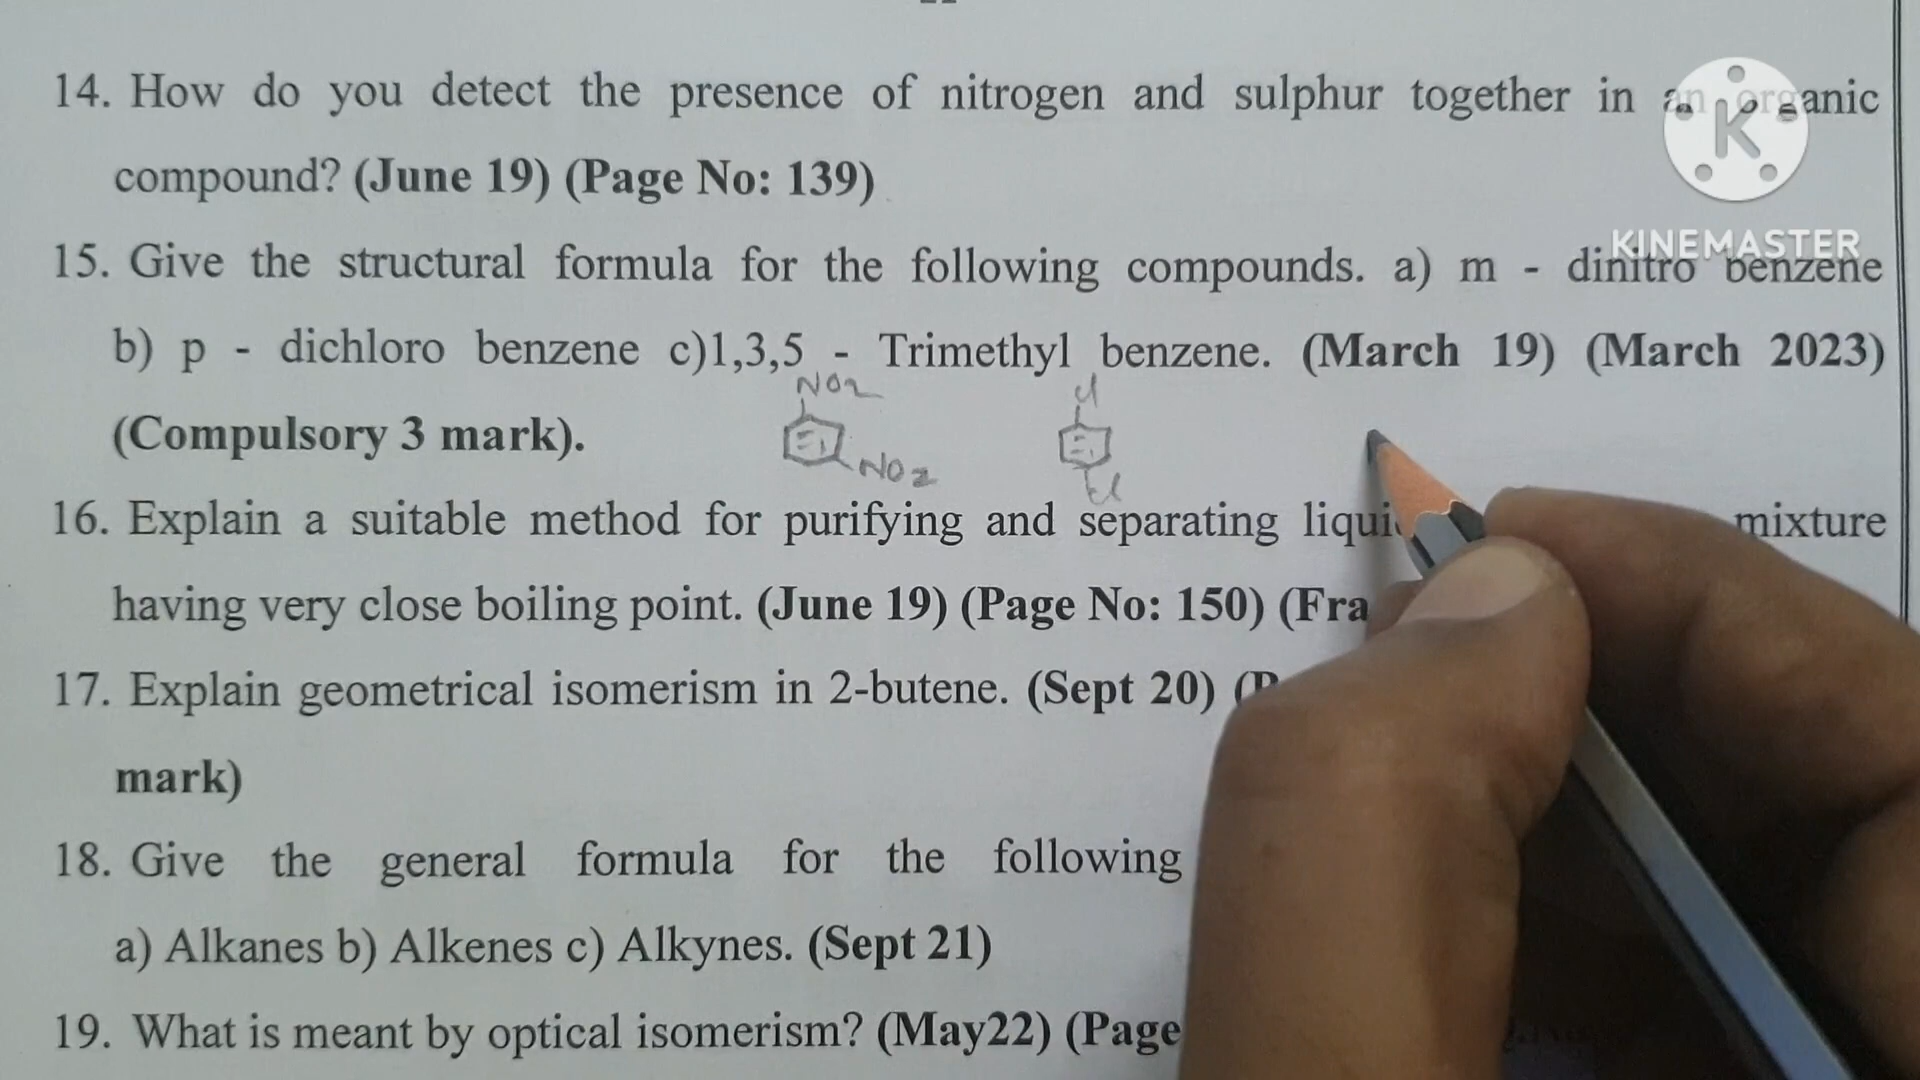 14. How do you detect the presence of nitrogen and sulphur together in an organic
compound? (June 19) (Page No: 139)
K
KINEMASTER
15. Give the structural formula for the following compounds. a) m - dinitro benzene
b) p - dichloro benzene c)1,3,5 - Trimethyl benzene. (March 19) (March 2023)
NO2 Cl
(Compulsory 3 mark).
NO2 Cl
16. Explain a suitable method for purifying and separating mixture
having very close boiling point. (June 19) (Page No: 150)
17. Explain geometrical isomerism in 2-butene. (Sept 20)
mark)
18. Give the general formula for the following
a) Alkanes b) Alkenes c) Alkynes. (Sept 21)
19. What is meant by optical isomerism? (May22) (Page